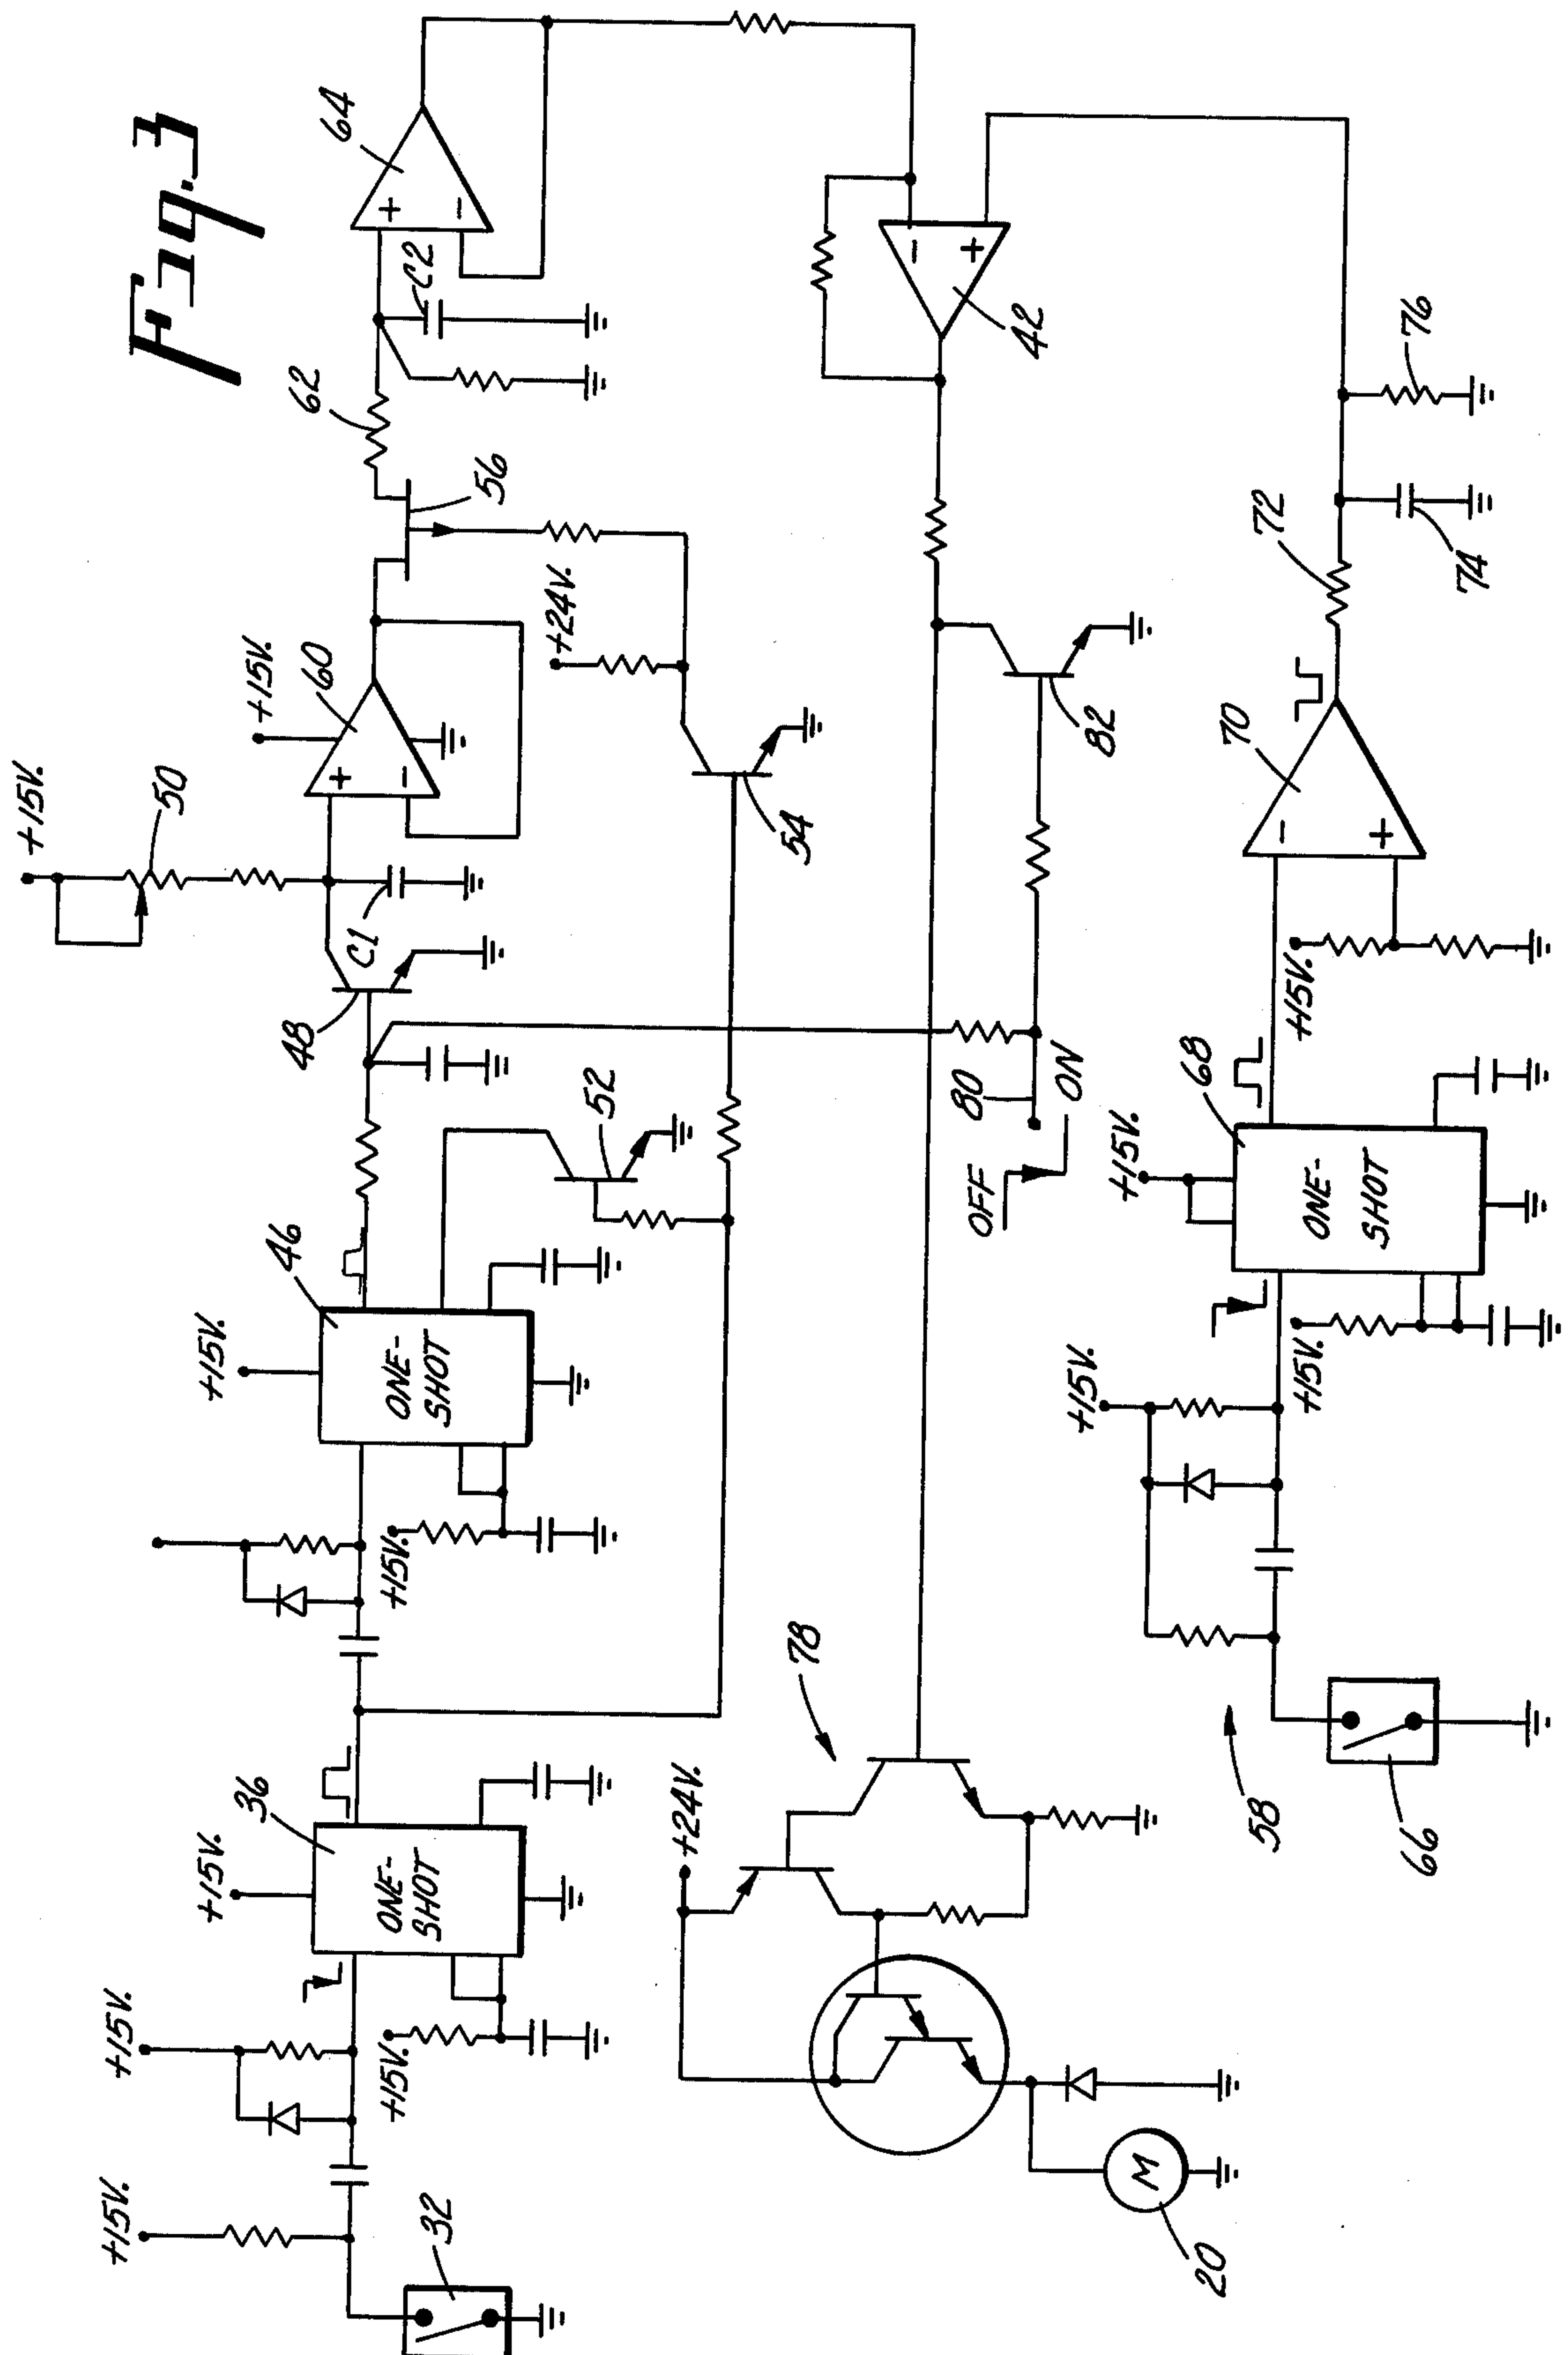 Fig. 3
+15V.
50
+15V.
60
+
-
C1
48
62
64
+
-
C2
56
+24V.
54
+15V.
46
ONE-
SHOT
+15V.
52
+15V.
36
ONE-
SHOT
+15V.
+15V.
+15V.
32
-
+
42
82
80
OFF
ON
78
+24V.
M
20
72
74
76
70
-
+
+15V.
68
+15V.
ONE-
SHOT
+15V.
+15V.
58
66